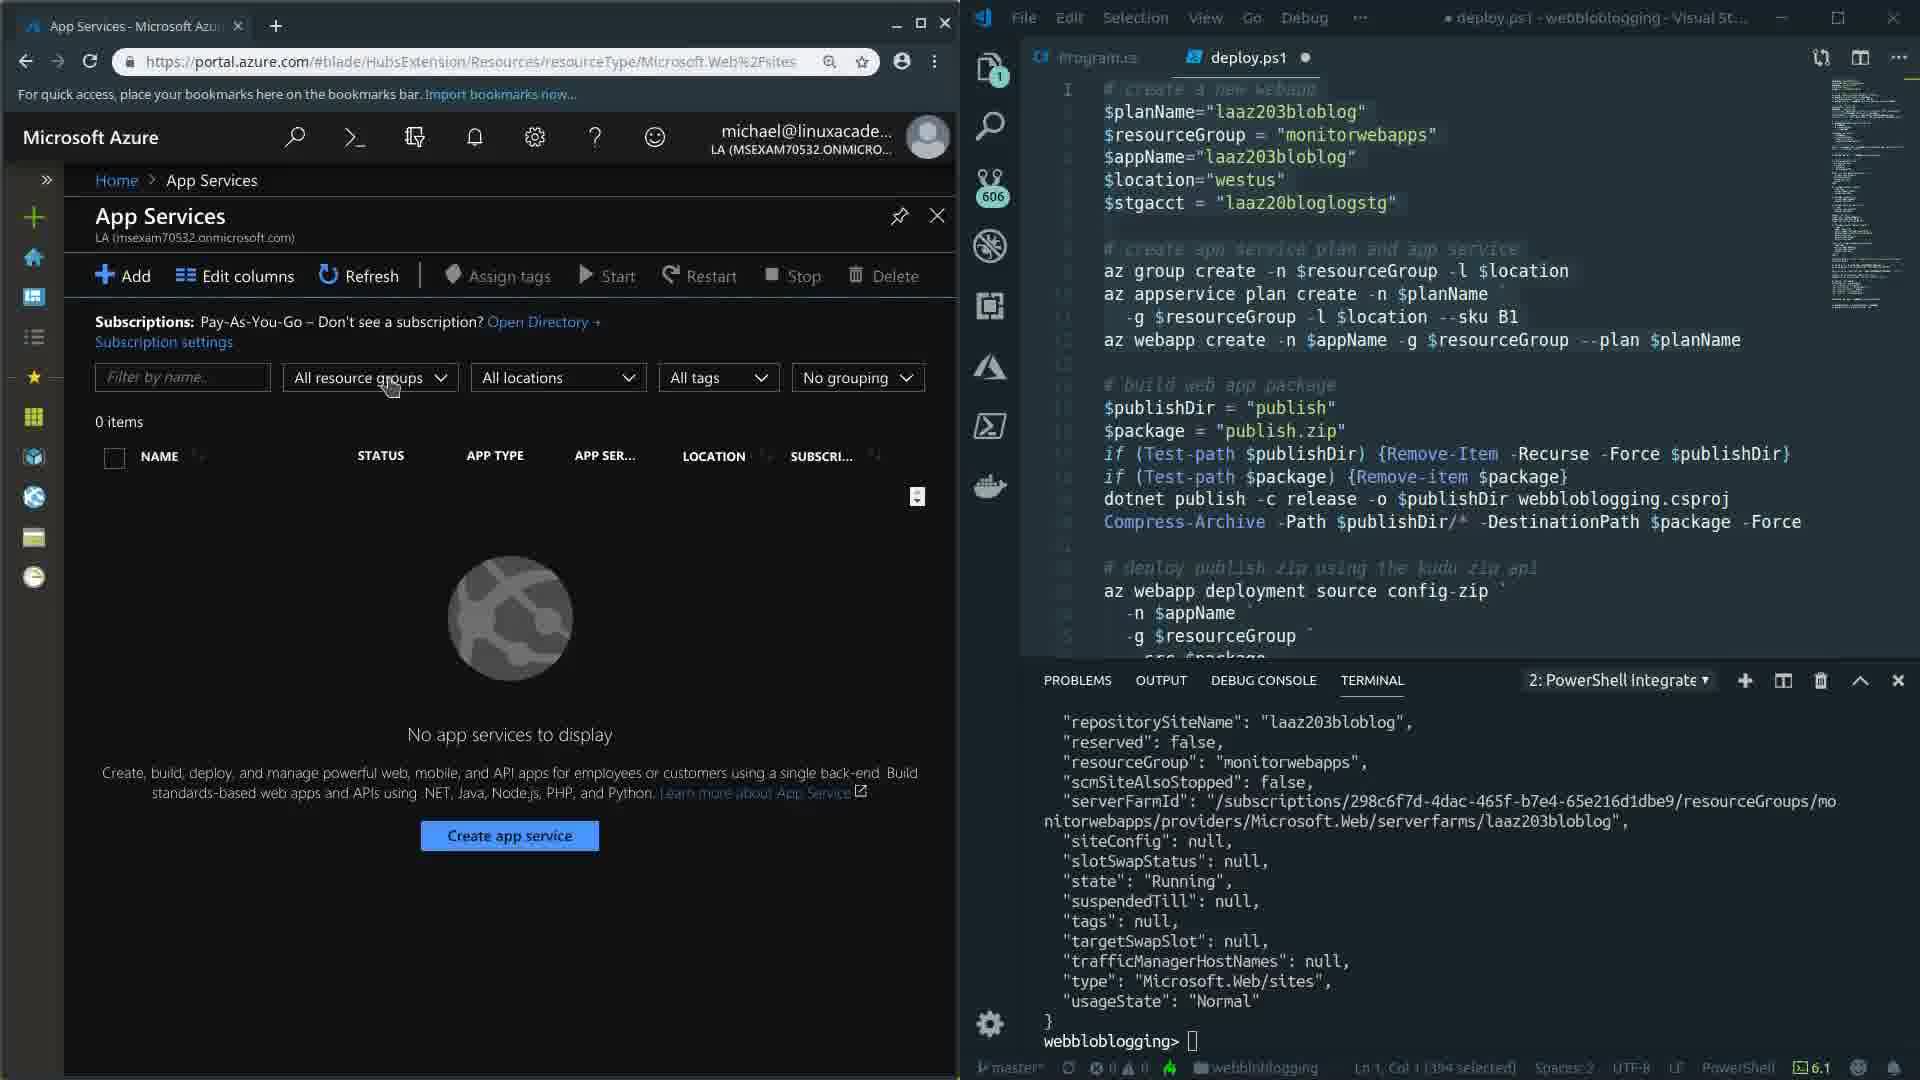 App Services - Microsoft Azu
https://portal.azure.com/#blade/HubsExtension/Resources/resourceType/Microsoft.Web%2Fsites
For quick access, place your bookmarks here on the bookmarks bar. Import bookmarks now...
Microsoft Azure
michael@linuxacade...
LA (MSEXAM70532.ONMICRO...
Home > App Services
App Services
LA (msexam70532.onmicrosoft.com)
Add Edit columns Refresh Assign tags Start Restart Stop Delete
Subscriptions: Pay-As-You-Go – Don't see a subscription? Open Directory
Subscription settings
Filter by name... All resource groups All locations All tags No grouping
0 items
NAME STATUS APP TYPE APP SER... LOCATION SUBSCRI...
No app services to display
Create, build, deploy, and manage powerful web, mobile, and API apps for employees or customers using a single back-end. Build
standards-based web apps and APIs using .NET, Java, Node.js, PHP, and Python. Learn more about App Service
Create app service
File Edit Selection View Go Debug ... ● deploy.ps1 - webbloblogging - Visual St...
Program.cs deploy.ps1
1
606
1 # create a new webapp
$planName="laaz203bloblog"
$resourceGroup = "monitorwebapps"
$appName="laaz203bloblog"
$location="westus"
$stgacct = "laaz20bloglogstg"
# create app service plan and app service
az group create -n $resourceGroup -l $location
az appservice plan create -n $planName `
-g $resourceGroup -l $location --sku B1
az webapp create -n $appName -g $resourceGroup --plan $planName
# build web app package
$publishDir = "publish"
$package = "publish.zip"
if (Test-path $publishDir) {Remove-Item -Recurse -Force $publishDir}
if (Test-path $package) {Remove-item $package}
dotnet publish -c release -o $publishDir webbloblogging.csproj
Compress-Archive -Path $publishDir/* -DestinationPath $package -Force
# deploy publish zip using the kudu zip api
az webapp deployment source config-zip `
-n $appName `
-g $resourceGroup `
--src $package
PROBLEMS OUTPUT DEBUG CONSOLE TERMINAL 2: PowerShell Integrate
"repositorySiteName": "laaz203bloblog",
"reserved": false,
"resourceGroup": "monitorwebapps",
"scmSiteAlsoStopped": false,
"serverFarmId": "/subscriptions/298c6f7d-4dac-465f-b7e4-65e216d1dbe9/resourceGroups/mo
nitorwebapps/providers/Microsoft.Web/serverfarms/laaz203bloblog",
"siteConfig": null,
"slotSwapStatus": null,
"state": "Running",
"suspendedTill": null,
"tags": null,
"targetSwapSlot": null,
"trafficManagerHostNames": null,
"type": "Microsoft.Web/sites",
"usageState": "Normal"
}
webbloblogging>
master* 0 0 webbloblogging Ln 1, Col 1 (394 selected) Spaces: 2 UTF-8 LF PowerShell 6.1